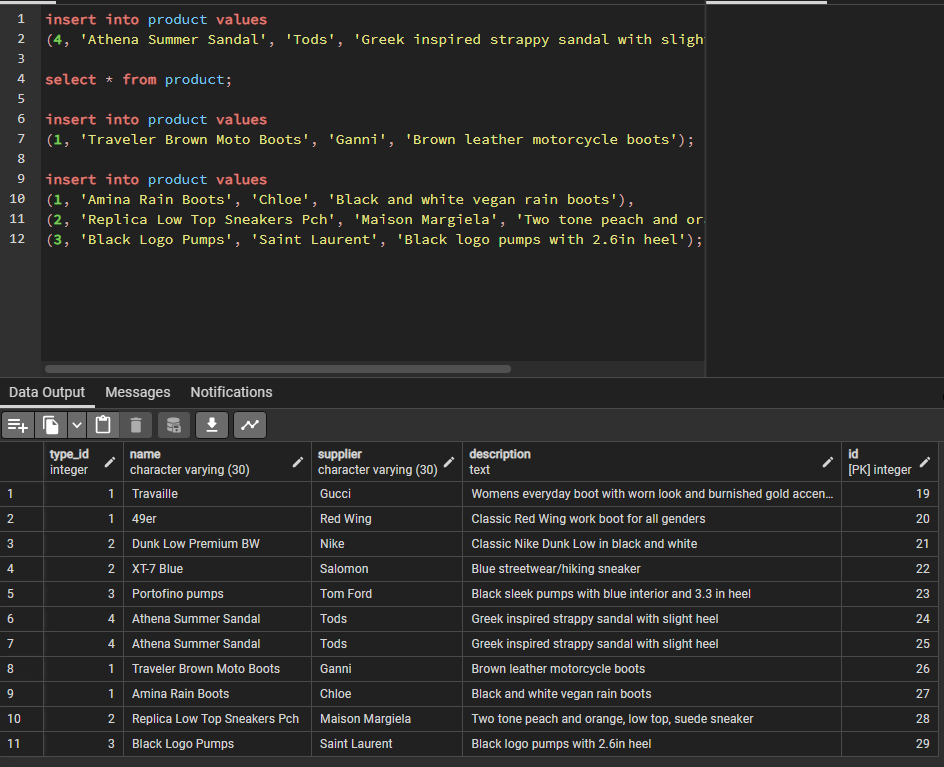 1 insert into product values
2 (4, 'Athena Summer Sandal', 'Tods', 'Greek inspired strappy sandal with sligh
3
4 select * from product;
5
6 insert into product values
7 (1, 'Traveler Brown Moto Boots', 'Ganni', 'Brown leather motorcycle boots');
8
9 insert into product values
10 (1, 'Amina Rain Boots', 'Chloe', 'Black and white vegan rain boots'),
11 (2, 'Replica Low Top Sneakers Pch', 'Maison Margiela', 'Two tone peach and or
12 (3, 'Black Logo Pumps', 'Saint Laurent', 'Black logo pumps with 2.6in heel');
Data Output Messages Notifications
type_id name supplier description id
integer character varying (30) character varying (30) text [PK] integer
1 1 Travaille Gucci Womens everyday boot with worn look and burnished gold accen... 19
2 1 49er Red Wing Classic Red Wing work boot for all genders 20
3 2 Dunk Low Premium BW Nike Classic Nike Dunk Low in black and white 21
4 2 XT-7 Blue Salomon Blue streetwear/hiking sneaker 22
5 3 Portofino pumps Tom Ford Black sleek pumps with blue interior and 3.3 in heel 23
6 4 Athena Summer Sandal Tods Greek inspired strappy sandal with slight heel 24
7 4 Athena Summer Sandal Tods Greek inspired strappy sandal with slight heel 25
8 1 Traveler Brown Moto Boots Ganni Brown leather motorcycle boots 26
9 1 Amina Rain Boots Chloe Black and white vegan rain boots 27
10 2 Replica Low Top Sneakers Pch Maison Margiela Two tone peach and orange, low top, suede sneaker 28
11 3 Black Logo Pumps Saint Laurent Black logo pumps with 2.6in heel 29